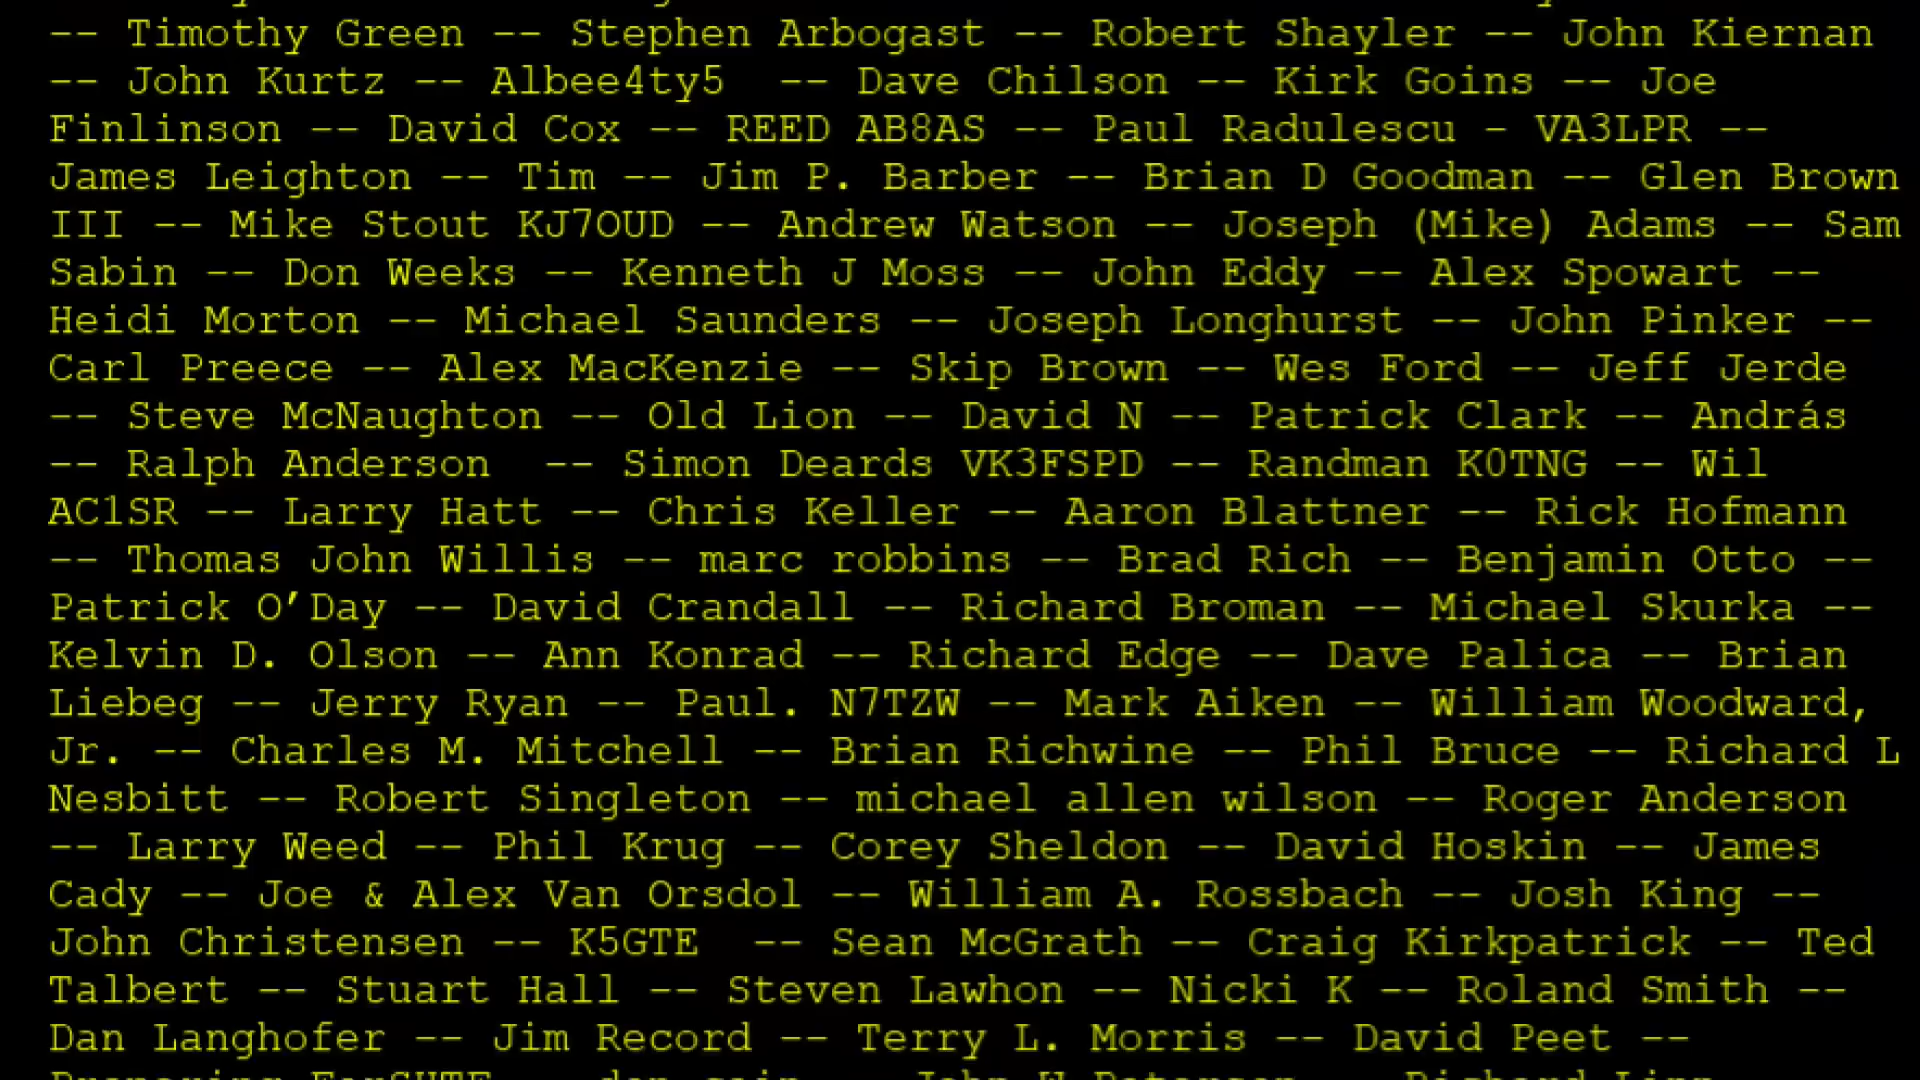 -- Timothy Green -- Stephen Arbogast -- Robert Shayler -- John Kiernan
-- John Kurtz -- Albee4ty5  -- Dave Chilson -- Kirk Goins -- Joe
Finlinson -- David Cox -- REED AB8AS -- Paul Radulescu - VA3LPR --
James Leighton -- Tim -- Jim P. Barber -- Brian D Goodman -- Glen Brown
III -- Mike Stout KJ7OUD -- Andrew Watson -- Joseph (Mike) Adams -- Sam
Sabin -- Don Weeks -- Kenneth J Moss -- John Eddy -- Alex Spowart --
Heidi Morton -- Michael Saunders -- Joseph Longhurst -- John Pinker --
Carl Preece -- Alex MacKenzie -- Skip Brown -- Wes Ford -- Jeff Jerde
-- Steve McNaughton -- Old Lion -- David N -- Patrick Clark -- András
-- Ralph Anderson  -- Simon Deards VK3FSPD -- Randman K0TNG -- Wil
AC1SR -- Larry Hatt -- Chris Keller -- Aaron Blattner -- Rick Hofmann
-- Thomas John Willis -- marc robbins -- Brad Rich -- Benjamin Otto --
Patrick O’Day -- David Crandall -- Richard Broman -- Michael Skurka --
Kelvin D. Olson -- Ann Konrad -- Richard Edge -- Dave Palica -- Brian
Liebeg -- Jerry Ryan -- Paul. N7TZW -- Mark Aiken -- William Woodward,
Jr. -- Charles M. Mitchell -- Brian Richwine -- Phil Bruce -- Richard L
Nesbitt -- Robert Singleton -- michael allen wilson -- Roger Anderson
-- Larry Weed -- Phil Krug -- Corey Sheldon -- David Hoskin -- James
Cady -- Joe & Alex Van Orsdol -- William A. Rossbach -- Josh King --
John Christensen -- K5GTE  -- Sean McGrath -- Craig Kirkpatrick -- Ted
Talbert -- Stuart Hall -- Steven Lawhon -- Nicki K -- Roland Smith --
Dan Langhofer -- Jim Record -- Terry L. Morris -- David Peet --